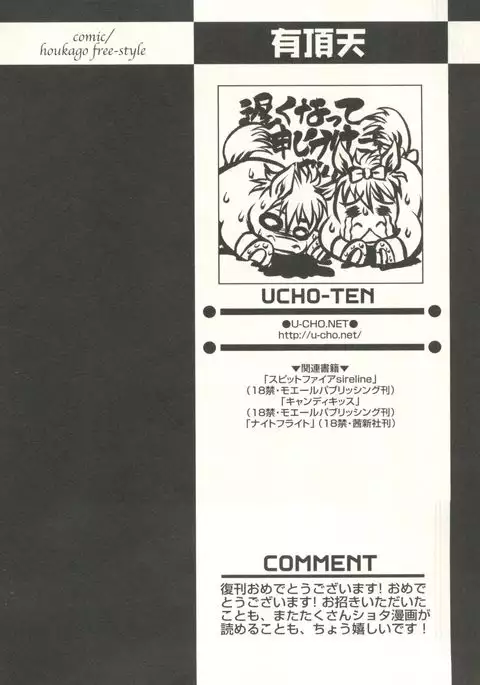 comic/
houkago free-style
有頂天
遅くなって
申し分け
UCHO-TEN
●U-CHO.NET●
http://u-cho.net/
▼関連書籍▼
「スピットファイアsireline」
(18禁・モエールパブリッシング刊)
「キャンディキッス」
(18禁・モエールパブリッシング刊)
「ナイトフライト」(18禁・茜新社刊)
COMMENT
復刊おめでとうございます! おめで
とうございます! お招きいただいた
ことも、またたくさんショタ漫画が
読めることも、ちょう嬉しいです!